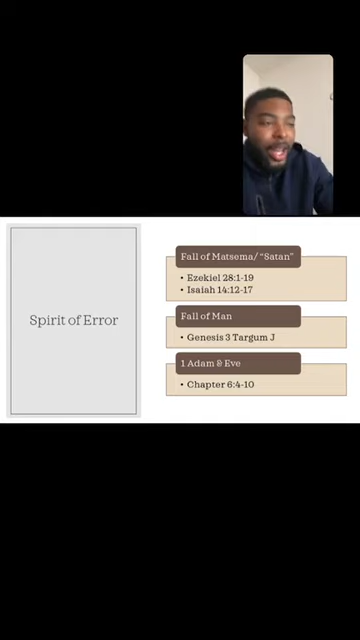 Spirit of Error
Fall of Matsema/ “Satan”
• Ezekiel 28:1-19
• Isaiah 14:12-17
Fall of Man
• Genesis 3 Targum J
1 Adam & Eve
• Chapter 6:4-10